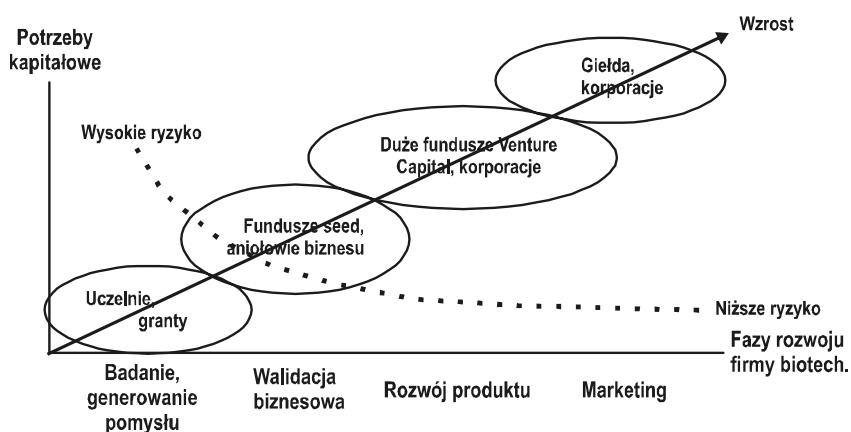 Potrzeby
kapitałowe
Wzrost
Giełda,
korporacje
Wysokie ryzyko
Duże fundusze Venture
Capital, korporacje
Fundusze seed,
aniołowie biznesu
Uczelnie,
granty
Niższe ryzyko
Fazy rozwoju
firmy biotech.
Badanie,
generowanie
pomysłu
Walidacja
biznesowa
Rozwój produktu
Marketing